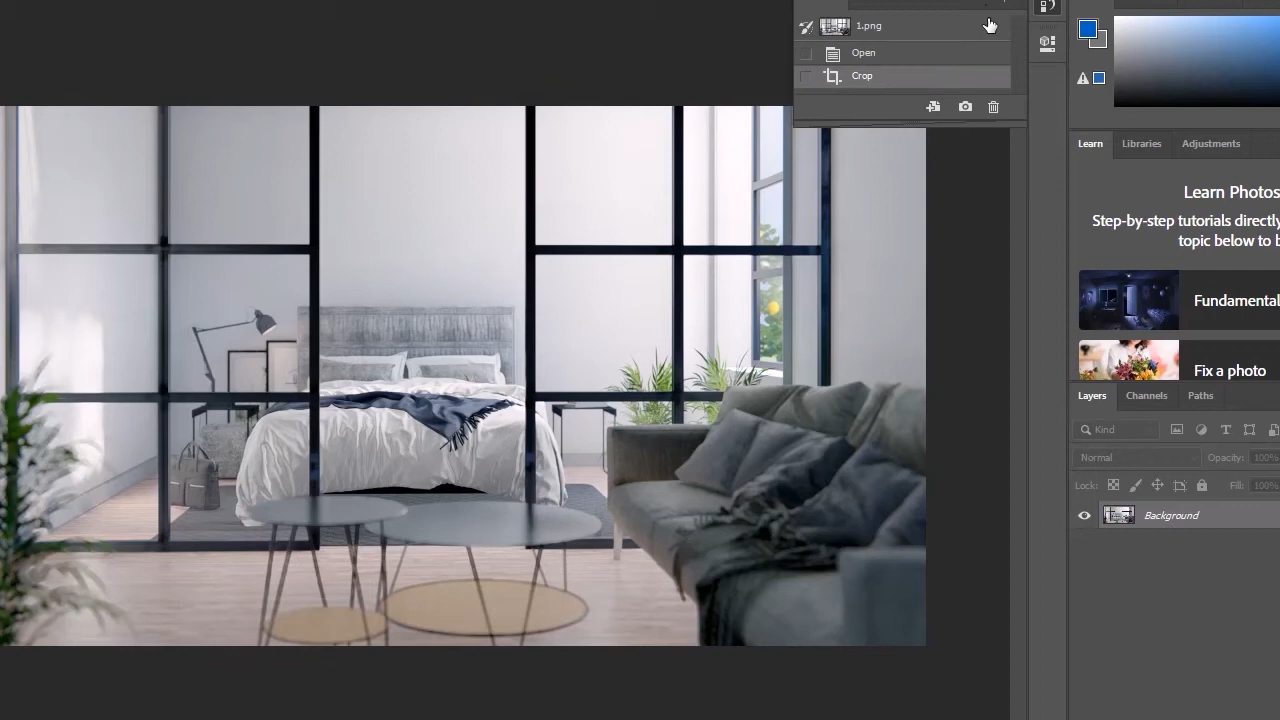 1.png
Open
Crop
Learn
Libraries
Adjustments
Learn Photos
Step-by-step tutorials directly
topic below to b
Fundamental
Fix a photo
Layers
Channels
Paths
Kind
Normal
Opacity: 100%
Lock:
Fill: 100%
Background